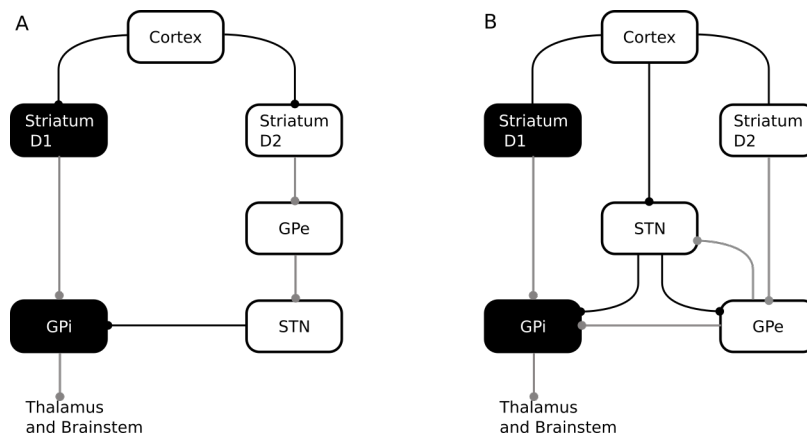 A
Cortex
Striatum
D1
Striatum
D2
GPe
GPi
STN
Thalamus
and Brainstem
B
Cortex
Striatum
D1
Striatum
D2
STN
GPi
GPe
Thalamus
and Brainstem